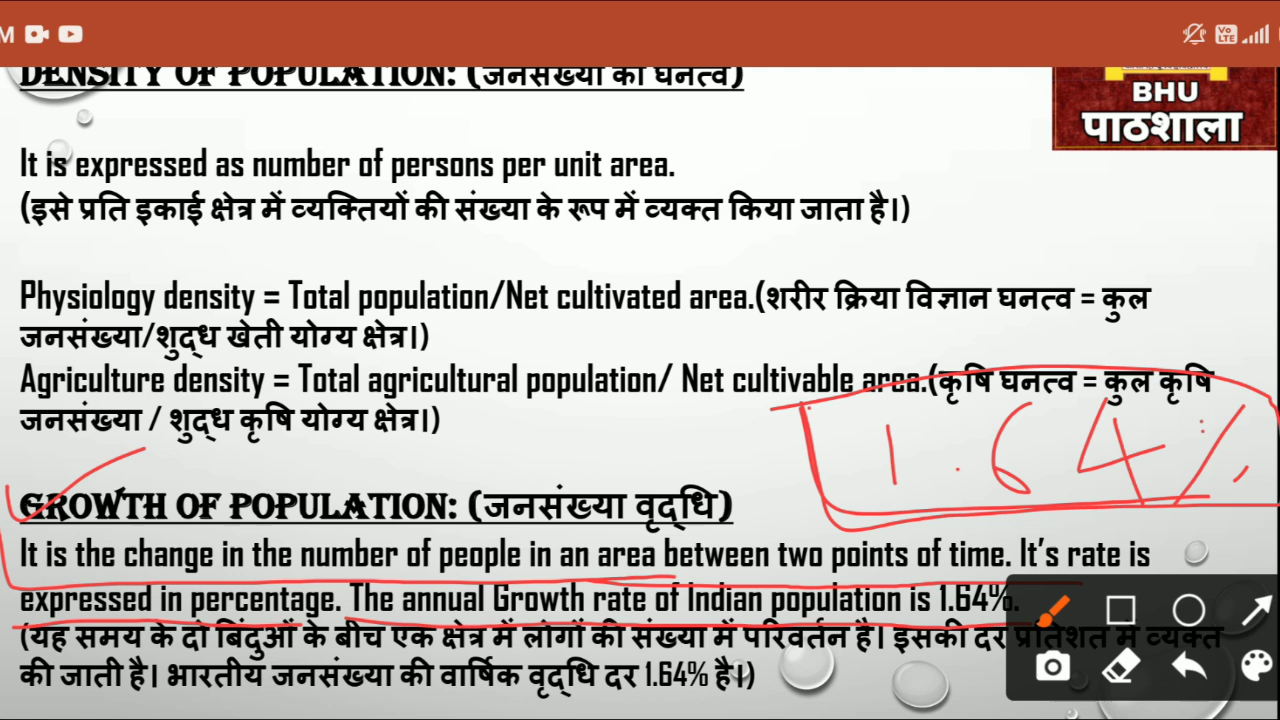 M
Vo LTE
DENSITY OF POPULATION: (जनसंख्या का घनत्व)
BHU
पाठशाला
It is expressed as number of persons per unit area.
(इसे प्रति इकाई क्षेत्र में व्यक्तियों की संख्या के रूप में व्यक्त किया जाता है।)
Physiology density = Total population/Net cultivated area.(शरीर क्रिया विज्ञान घनत्व = कुल
जनसंख्या/शुद्ध खेती योग्य क्षेत्र।)
Agriculture density = Total agricultural population/ Net cultivable area.(कृषि घनत्व = कुल कृषि
जनसंख्या / शुद्ध कृषि योग्य क्षेत्र।)
1.64%
GROWTH OF POPULATION: (जनसंख्या वृद्धि)
It is the change in the number of people in an area between two points of time. It's rate is
expressed in percentage. The annual Growth rate of Indian population is 1.64%.
(यह समय के दो बिंदुओं के बीच एक क्षेत्र में लोगों की संख्या में परिवर्तन है। इसकी दर प्रतिशत में व्यक्त
की जाती है। भारतीय जनसंख्या की वार्षिक वृद्धि दर 1.64% है।)